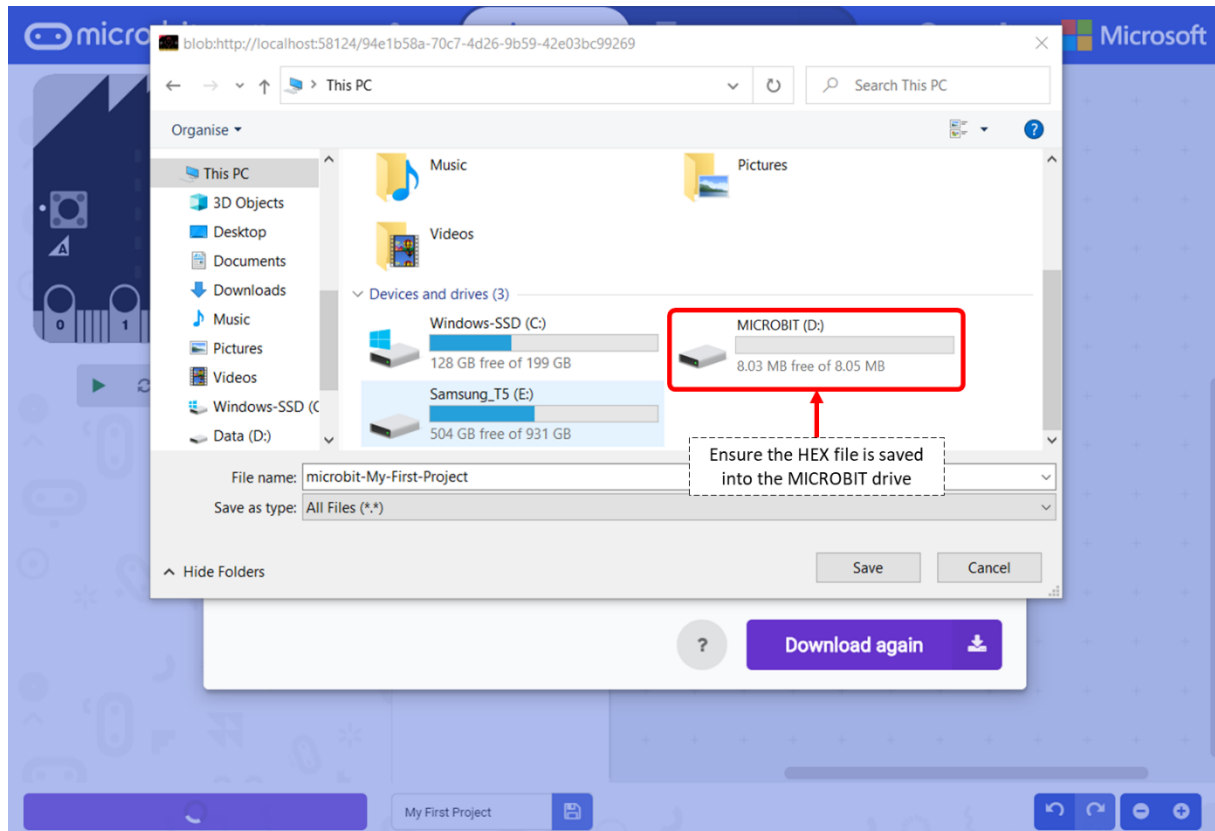 micro
Microsoft
blob:http://localhost:58124/94e1b58a-70c7-4d26-9b59-42e03bc99269
This PC
Search This PC
Organise
?
This PC
3D Objects
Desktop
Documents
Downloads
Music
Pictures
Videos
Windows-SSD (C
Data (D:)
Music
Pictures
Videos
Devices and drives (3)
Windows-SSD (C:)
128 GB free of 199 GB
MICROBIT (D:)
8.03 MB free of 8.05 MB
Samsung_T5 (E:)
504 GB free of 931 GB
Ensure the HEX file is saved
into the MICROBIT drive
File name: microbit-My-First-Project
Save as type: All Files (*.*)
Hide Folders
Save
Cancel
A
0
1
?
Download again
My First Project